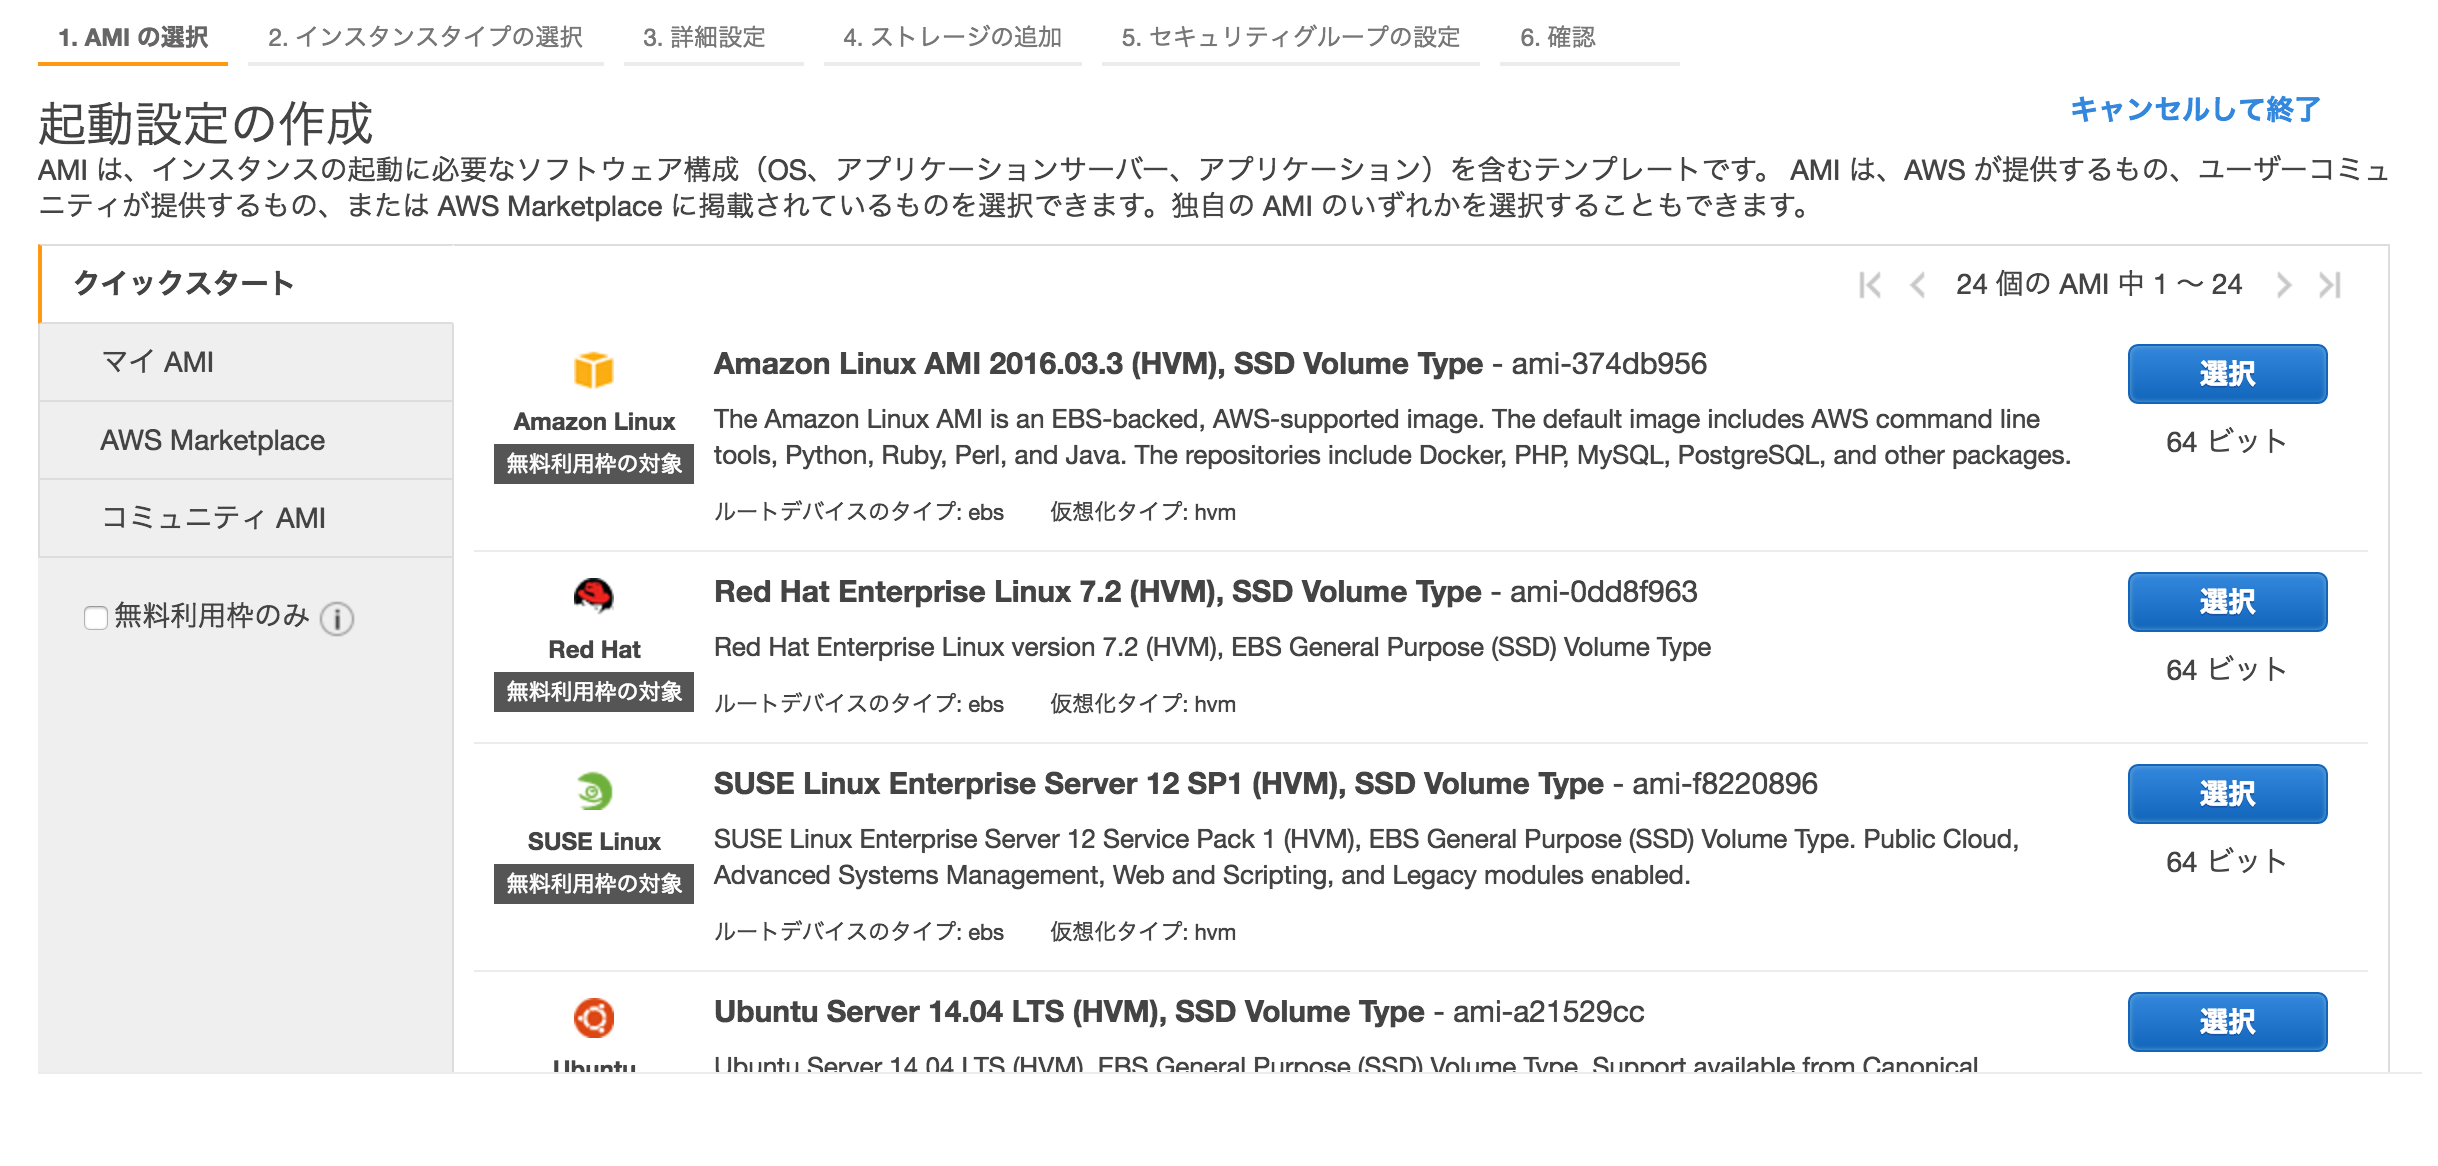 1. AMI の選択
2. インスタンスタイプの選択
3. 詳細設定
4. ストレージの追加
5. セキュリティグループの設定
6. 確認
起動設定の作成
キャンセルして終了
AMI は、インスタンスの起動に必要なソフトウェア構成（OS、アプリケーションサーバー、アプリケーション）を含むテンプレートです。 AMI は、AWS が提供するもの、ユーザーコミュ
ニティが提供するもの、または AWS Marketplace に掲載されているものを選択できます。独自の AMI のいずれかを選択することもできます。
クイックスタート
24 個の AMI 中 1 〜 24
マイ AMI
AWS Marketplace
コミュニティ AMI
無料利用枠のみ
Amazon Linux
無料利用枠の対象
Amazon Linux AMI 2016.03.3 (HVM), SSD Volume Type - ami-374db956
The Amazon Linux AMI is an EBS-backed, AWS-supported image. The default image includes AWS command line
tools, Python, Ruby, Perl, and Java. The repositories include Docker, PHP, MySQL, PostgreSQL, and other packages.
ルートデバイスのタイプ: ebs 仮想化タイプ: hvm
選択
64 ビット
Red Hat
無料利用枠の対象
Red Hat Enterprise Linux 7.2 (HVM), SSD Volume Type - ami-0dd8f963
Red Hat Enterprise Linux version 7.2 (HVM), EBS General Purpose (SSD) Volume Type
ルートデバイスのタイプ: ebs 仮想化タイプ: hvm
選択
64 ビット
SUSE Linux
無料利用枠の対象
SUSE Linux Enterprise Server 12 SP1 (HVM), SSD Volume Type - ami-f8220896
SUSE Linux Enterprise Server 12 Service Pack 1 (HVM), EBS General Purpose (SSD) Volume Type. Public Cloud,
Advanced Systems Management, Web and Scripting, and Legacy modules enabled.
ルートデバイスのタイプ: ebs 仮想化タイプ: hvm
選択
64 ビット
Ubuntu
Ubuntu Server 14.04 LTS (HVM), SSD Volume Type - ami-a21529cc
Ubuntu Server 14.04 LTS (HVM), EBS General Purpose (SSD) Volume Type. Support available from Canonical
選択